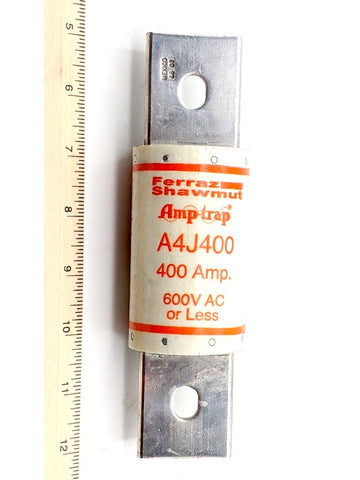 5
6
7
8
9
10
11
12
Ferraz
Shawmut
Amp-trap®
A4J400
400 Amp.
600V AC
or Less